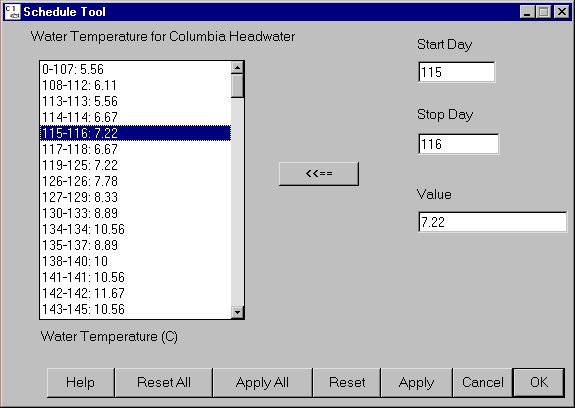 Schedule Tool
Water Temperature for Columbia Headwater
0-107: 5.56
108-112: 6.11
113-113: 5.56
114-114: 6.67
115-116: 7.22
117-118: 6.67
119-125: 7.22
126-126: 7.78
127-129: 8.33
130-133: 8.89
134-134: 10.56
135-137: 8.89
138-140: 10
141-141: 10.56
142-142: 11.67
143-145: 10.56
Water Temperature (C)
<<==
Start Day
115
Stop Day
116
Value
7.22
Help Reset All Apply All Reset Apply Cancel OK